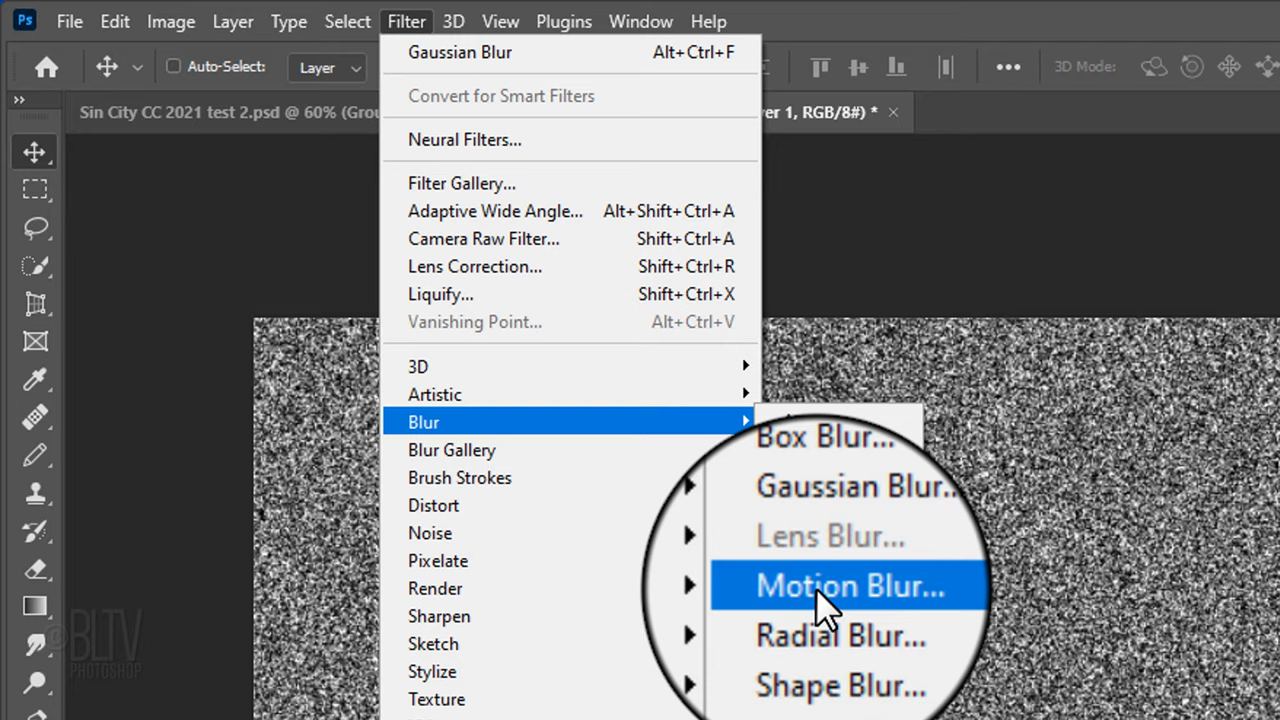 Ps File Edit Image Layer Type Select Filter 3D View Plugins Window Help
Auto-Select: Layer 3D Mode:
Sin City CC 2021 test 2.psd @ 60% (Grou
er 1, RGB/8#) *
Gaussian Blur Alt+Ctrl+F
Convert for Smart Filters
Neural Filters...
Filter Gallery...
Adaptive Wide Angle... Alt+Shift+Ctrl+A
Camera Raw Filter... Shift+Ctrl+A
Lens Correction... Shift+Ctrl+R
Liquify... Shift+Ctrl+X
Vanishing Point... Alt+Ctrl+V
3D
Artistic
Blur
Blur Gallery
Brush Strokes
Distort
Noise
Pixelate
Render
Sharpen
Sketch
Stylize
Texture
Box Blur...
Gaussian Blur...
Lens Blur...
Motion Blur...
Radial Blur...
Shape Blur...
©BLTV
PHOTOSHOP